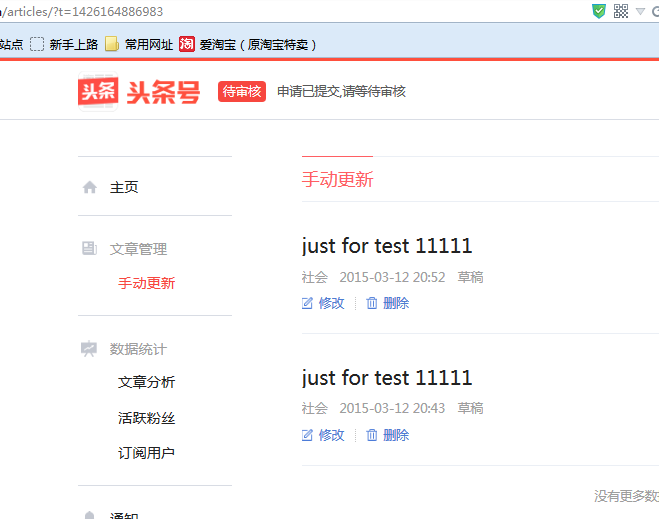 /articles/?t=1426164886983
站点 新手上路 常用网址 淘 爱淘宝（原淘宝特卖）
头条 头条号 待审核 申请已提交,请等待审核
主页
文章管理
手动更新
数据统计
文章分析
活跃粉丝
订阅用户
通知
手动更新
just for test 11111
社会 2015-03-12 20:52 草稿
修改 删除
just for test 11111
社会 2015-03-12 20:43 草稿
修改 删除
没有更多数